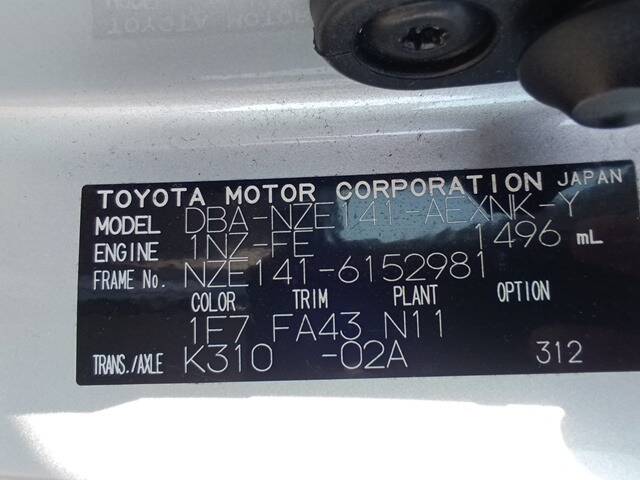 TOYOTA MOTOR CORPORATION JAPAN
MODEL DBA-NZE141-AEXNK-Y
ENGINE 1NZ-FE 1496 mL
FRAME No. NZE141-6152981
COLOR TRIM PLANT OPTION
1F7 FA43 N11
TRANS./AXLE K310 -02A 312